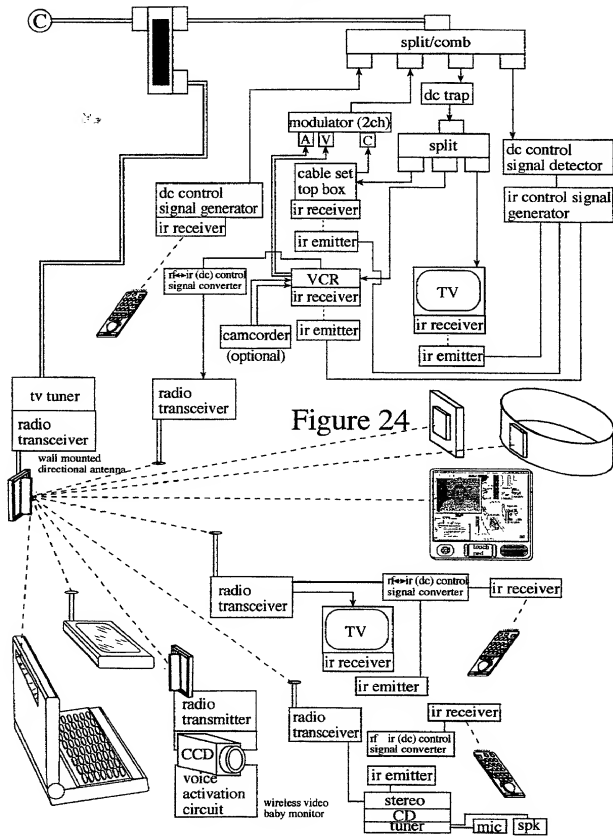 C
split/comb
dc trap
modulator (2ch)
A V C
split
dc control
signal detector
cable set
top box
ir receiver
ir control signal
generator
dc control
signal generator
ir receiver
ir emitter
rf↔ir (dc) control
signal converter
VCR
ir receiver
TV
ir receiver
ir emitter
camcorder
(optional)
ir emitter
tv tuner
radio
transceiver
wall mounted
directional antenna
radio
transceiver
Figure 24
touch
pad
radio
transceiver
rf↔ir (dc) control
signal converter
ir receiver
TV
ir receiver
ir emitter
radio
transmitter
CCD
voice
activation
circuit
wireless video
baby monitor
radio
transceiver
ir receiver
rf ir (dc) control
signal converter
ir emitter
stereo
CD
tuner
mic
spk